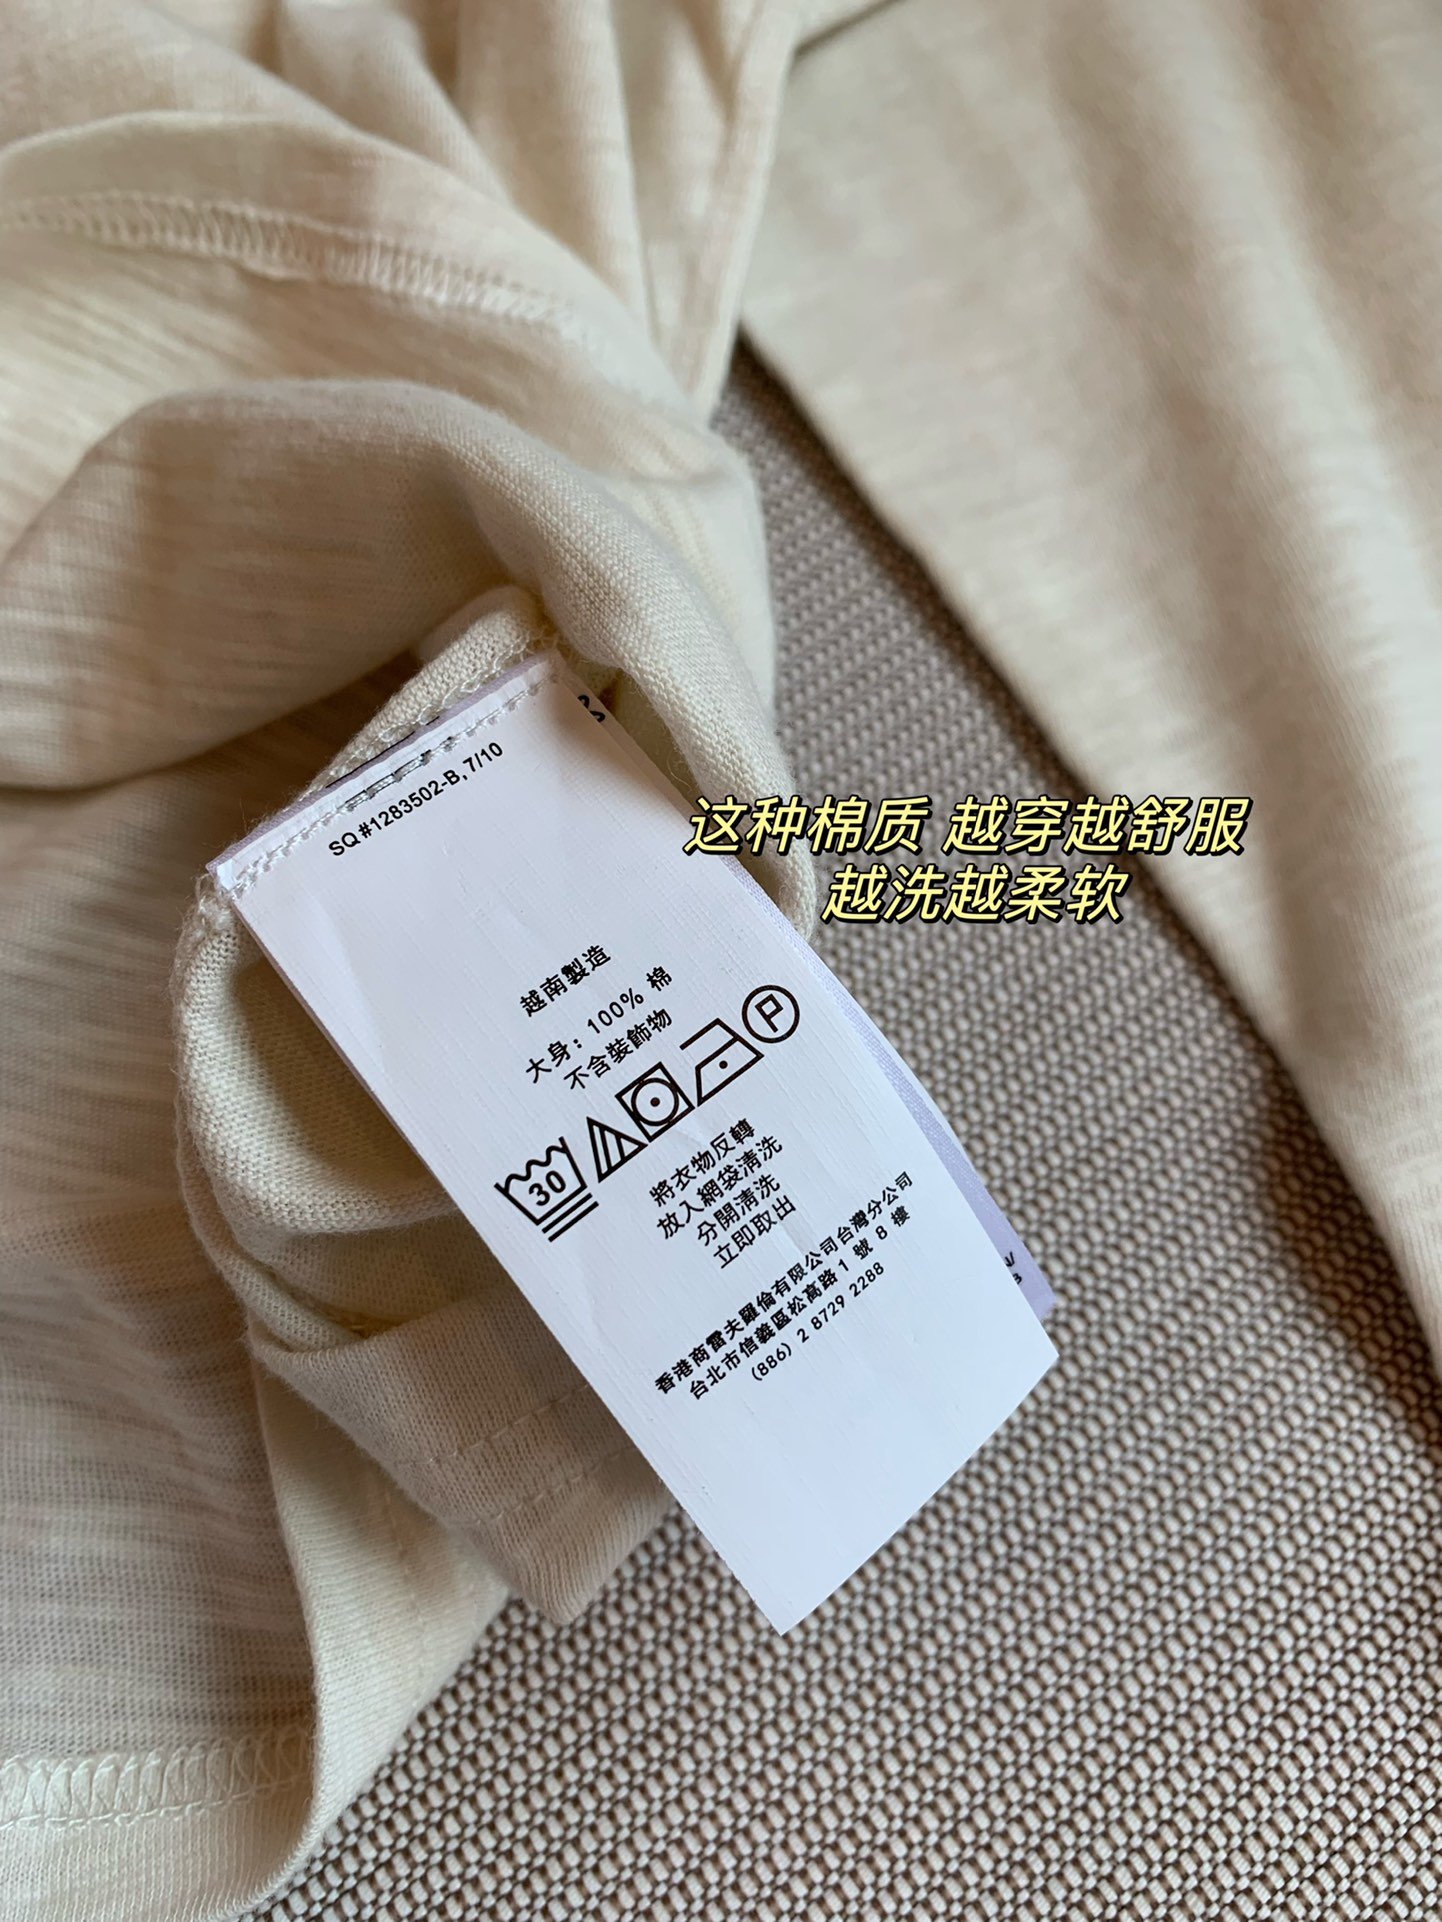 SQ #1283502-B, 7/10
这种棉质 越穿越舒服
越洗越柔软
越南製造
大身: 100% 棉
不含裝飾物
30
P
將衣物反轉
放入網袋清洗
分開清洗
立即取出
香港商雷夫羅倫有限公司台灣分公司
台北市信義區松高路 1 號 8 樓
(886) 2 8729 2288